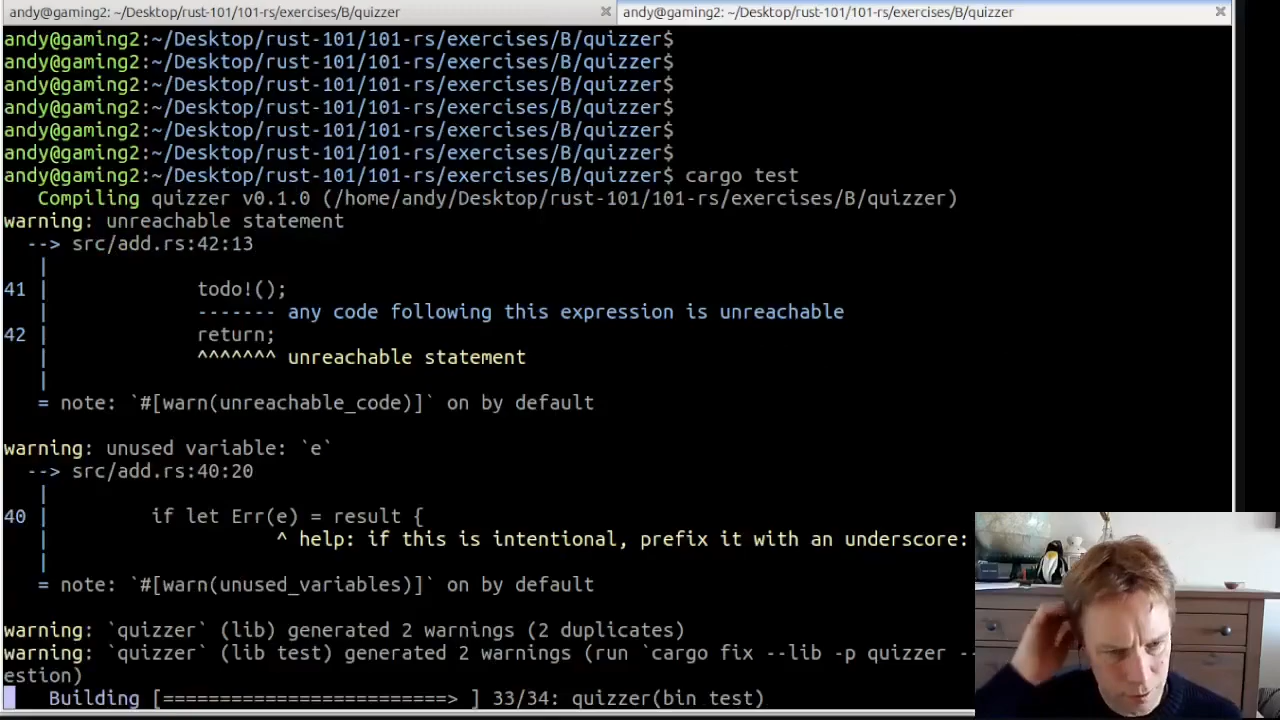 andy@gaming2: ~/Desktop/rust-101/101-rs/exercises/B/quizzer
andy@gaming2: ~/Desktop/rust-101/101-rs/exercises/B/quizzer
andy@gaming2:~/Desktop/rust-101/101-rs/exercises/B/quizzer$
andy@gaming2:~/Desktop/rust-101/101-rs/exercises/B/quizzer$
andy@gaming2:~/Desktop/rust-101/101-rs/exercises/B/quizzer$
andy@gaming2:~/Desktop/rust-101/101-rs/exercises/B/quizzer$
andy@gaming2:~/Desktop/rust-101/101-rs/exercises/B/quizzer$
andy@gaming2:~/Desktop/rust-101/101-rs/exercises/B/quizzer$
andy@gaming2:~/Desktop/rust-101/101-rs/exercises/B/quizzer$ cargo test
Compiling quizzer v0.1.0 (/home/andy/Desktop/rust-101/101-rs/exercises/B/quizzer)
warning: unreachable statement
--> src/add.rs:42:13
|
41 | todo!();
| ------- any code following this expression is unreachable
42 | return;
| ^^^^^^^ unreachable statement
|
= note: `#[warn(unreachable_code)]` on by default
warning: unused variable: `e`
--> src/add.rs:40:20
|
40 | if let Err(e) = result {
| ^ help: if this is intentional, prefix it with an underscore:
|
= note: `#[warn(unused_variables)]` on by default
warning: `quizzer` (lib) generated 2 warnings (2 duplicates)
warning: `quizzer` (lib test) generated 2 warnings (run `cargo fix --lib -p quizzer -
estion)
Building [=========================> ] 33/34: quizzer(bin test)